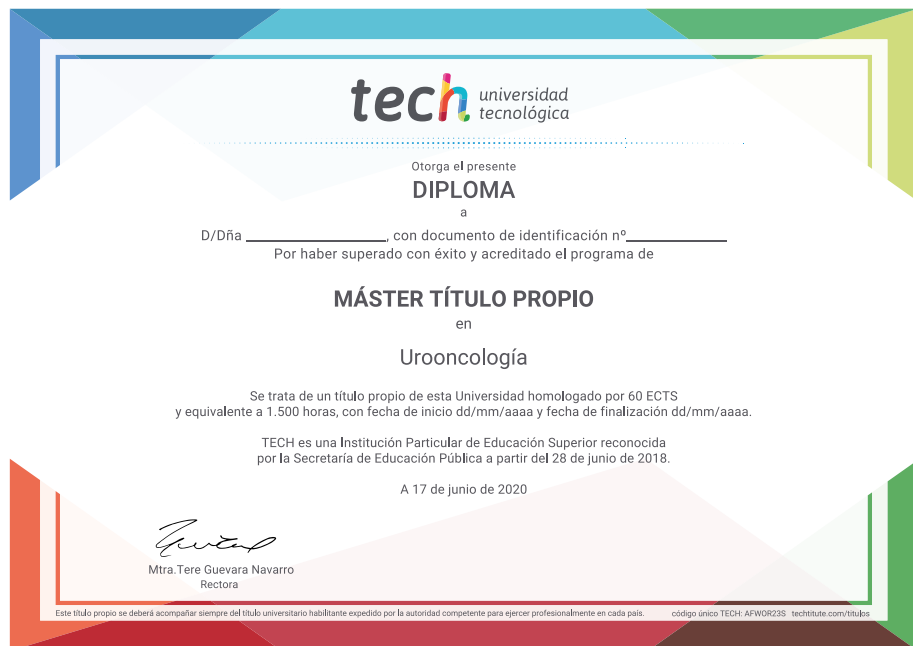 tech universidad
tecnológica
Otorga el presente
DIPLOMA
a
D/Dña ________________, con documento de identificación nº____________
Por haber superado con éxito y acreditado el programa de
MÁSTER TÍTULO PROPIO
en
Urooncología
Se trata de un título propio de esta Universidad homologado por 60 ECTS
y equivalente a 1.500 horas, con fecha de inicio dd/mm/aaaa y fecha de finalización dd/mm/aaaa.
TECH es una Institución Particular de Educación Superior reconocida
por la Secretaría de Educación Pública a partir del 28 de junio de 2018.
A 17 de junio de 2020
Mtra.Tere Guevara Navarro
Rectora
Este título propio se deberá acompañar siempre del título universitario habilitante expedido por la autoridad competente para ejercer profesionalmente en cada país. código único TECH: AFWOR23S techtitute.com/titulos